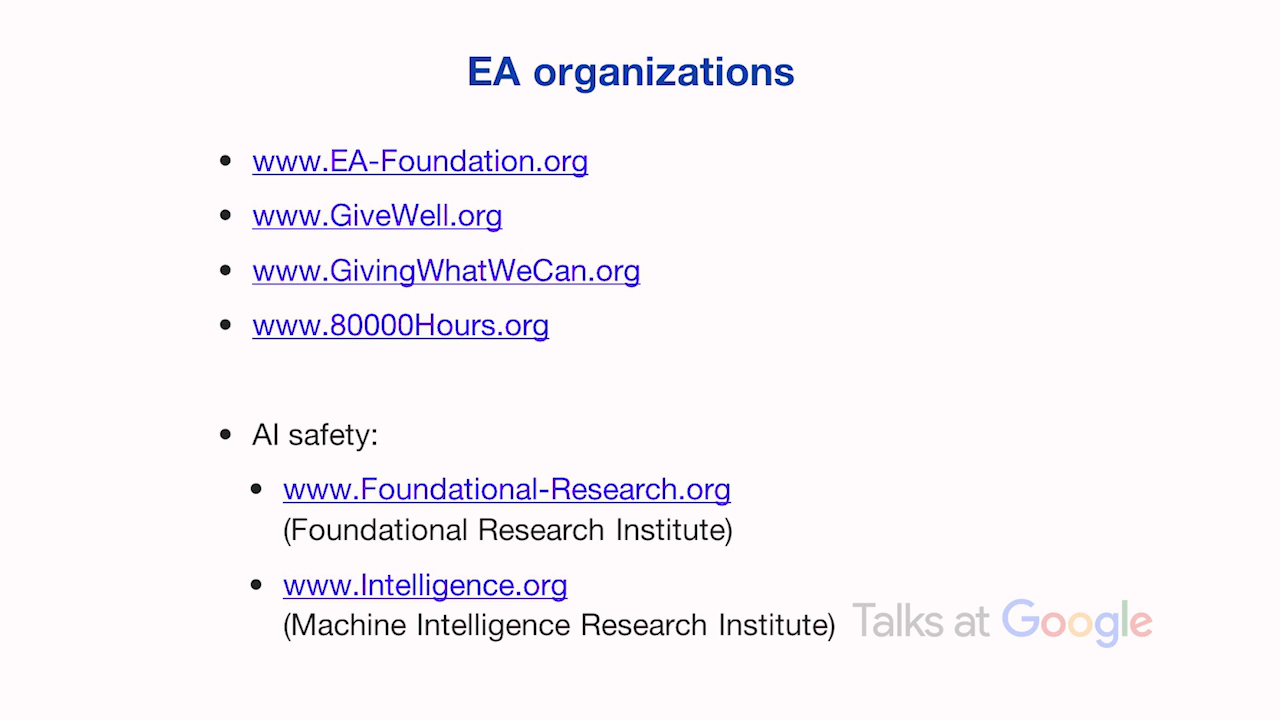 EA organizations
• www.EA-Foundation.org
• www.GiveWell.org
• www.GivingWhatWeCan.org
• www.80000Hours.org
• AI safety:
• www.Foundational-Research.org
(Foundational Research Institute)
• www.Intelligence.org
(Machine Intelligence Research Institute)
Talks at Google